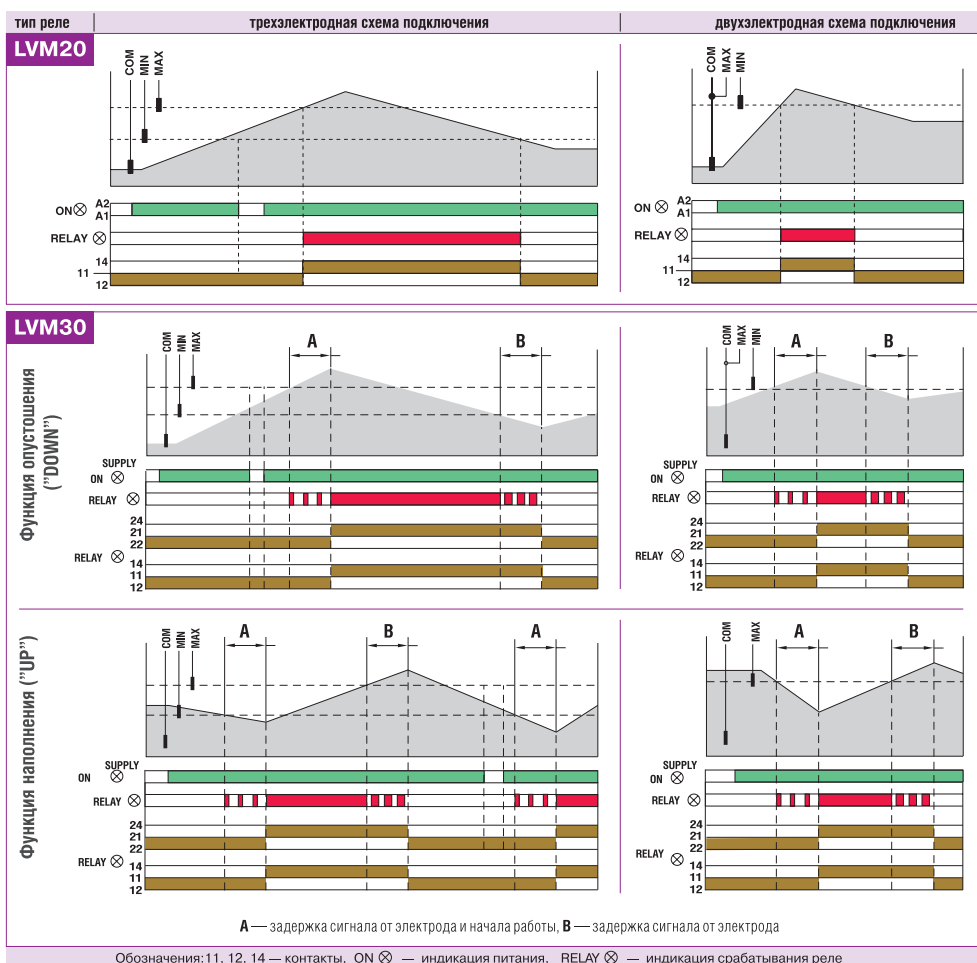 тип реле трехэлектродная схема подключения двухэлектродная схема подключения
LVM20
COM MIN MAX
COM MAX MIN
ON A2 A1
RELAY
14
11
12
ON A2 A1
RELAY
14
11
12
LVM30
Функция опустошения ("DOWN")
COM MIN MAX A B
SUPPLY
ON
RELAY
24
21
22
RELAY
14
11
12
COM MAX MIN A B
SUPPLY
ON
RELAY
24
21
22
RELAY
14
11
12
Функция наполнения ("UP")
COM MIN MAX A B A
SUPPLY
ON
RELAY
24
21
22
RELAY
14
11
12
COM MAX A B
SUPPLY
ON
RELAY
24
21
22
RELAY
14
11
12
A — задержка сигнала от электрода и начала работы, B — задержка сигнала от электрода
Обозначения: 11, 12, 14 — контакты, ON — индикация питания, RELAY — индикация срабатывания реле